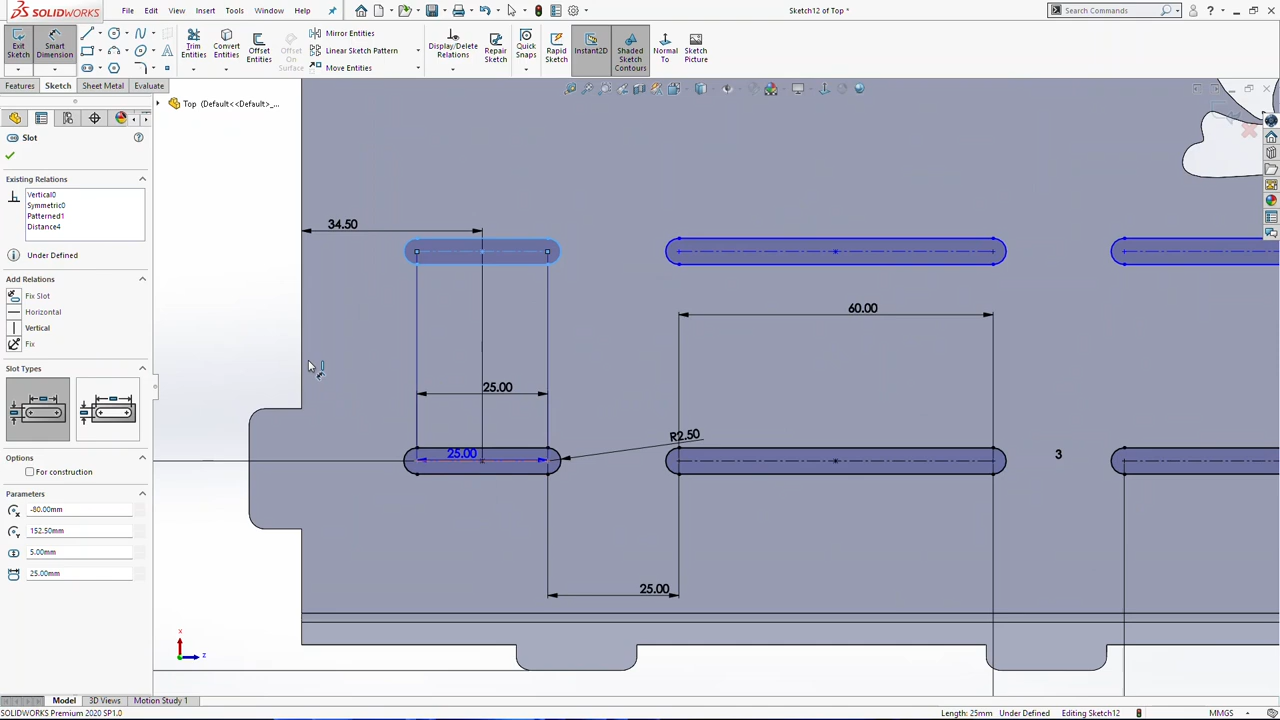 SOLIDWORKS
File
Edit
View
Insert
Tools
Window
Help
Sketch12 of Top *
Search Commands
Exit Sketch
Smart Dimension
Trim Entities
Convert Entities
Offset Entities
Offset On Surface
Mirror Entities
Linear Sketch Pattern
Move Entities
Display/Delete Relations
Repair Sketch
Quick Snaps
Rapid Sketch
Instant2D
Shaded Sketch Contours
Normal To
Sketch Picture
Features
Sketch
Sheet Metal
Evaluate
Top (Default<<Default>_...
Slot
Existing Relations
Vertical0
Symmetric0
Patterned1
Distance4
Under Defined
Add Relations
Fix Slot
Horizontal
Vertical
Fix
Slot Types
Options
For construction
Parameters
-80.00mm
152.50mm
5.00mm
25.00mm
34.50
60.00
25.00
R2.50
25.00
3
25.00
x
z
Model
3D Views
Motion Study 1
SOLIDWORKS Premium 2020 SP1.0
Length: 25mm
Under Defined
Editing Sketch12
MMGS